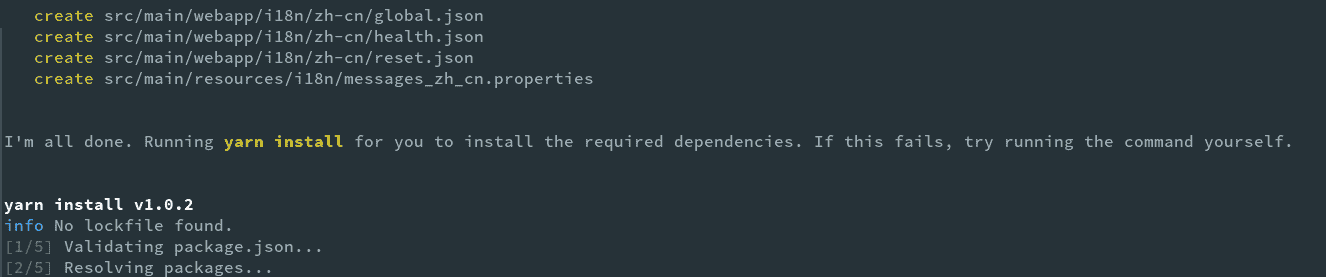 create src/main/webapp/i18n/zh-cn/global.json
create src/main/webapp/i18n/zh-cn/health.json
create src/main/webapp/i18n/zh-cn/reset.json
create src/main/resources/i18n/messages_zh_cn.properties
I'm all done. Running yarn install for you to install the required dependencies. If this fails, try running the command yourself.
yarn install v1.0.2
info No lockfile found.
[1/5] Validating package.json...
[2/5] Resolving packages...